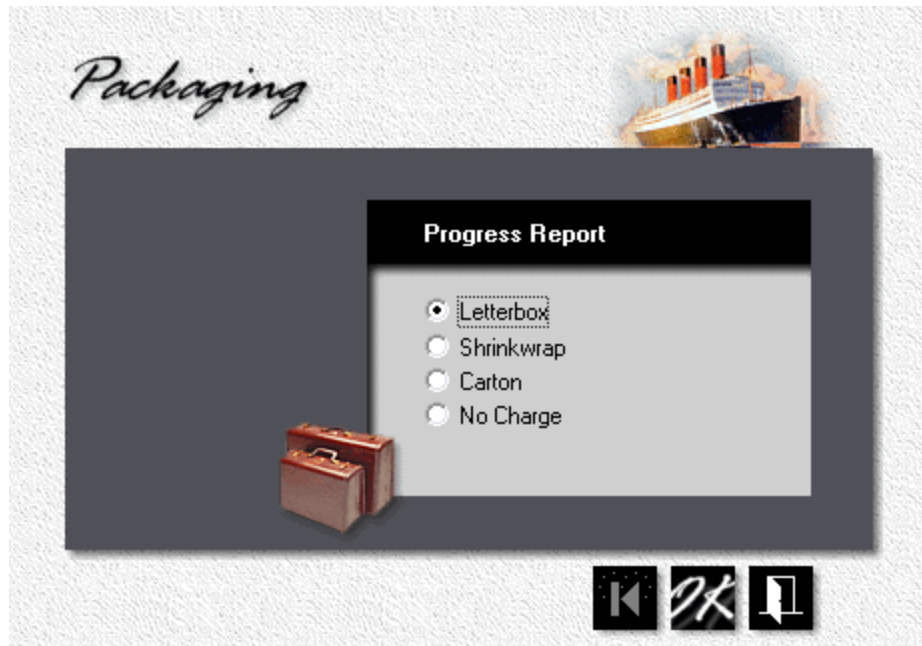 Packaging
Progress Report
Letterbox
Shrinkwrap
Carton
No Charge
OK